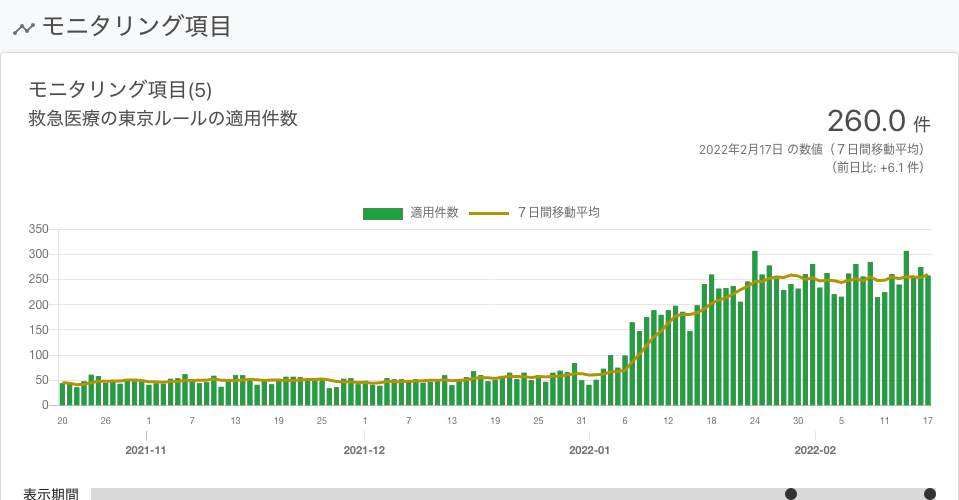 モニタリング項目
モニタリング項目(5)
救急医療の東京ルールの適用件数
260.0 件
2022年2月17日 の数値（７日間移動平均）
（前日比: +6.1 件）
適用件数 ７日間移動平均
350
300
250
200
150
100
50
0
20 26 1 7 13 19 25 1 7 13 19 25 31 6 12 18 24 30 5 11 17
2021-11 2021-12 2022-01 2022-02
表示期間